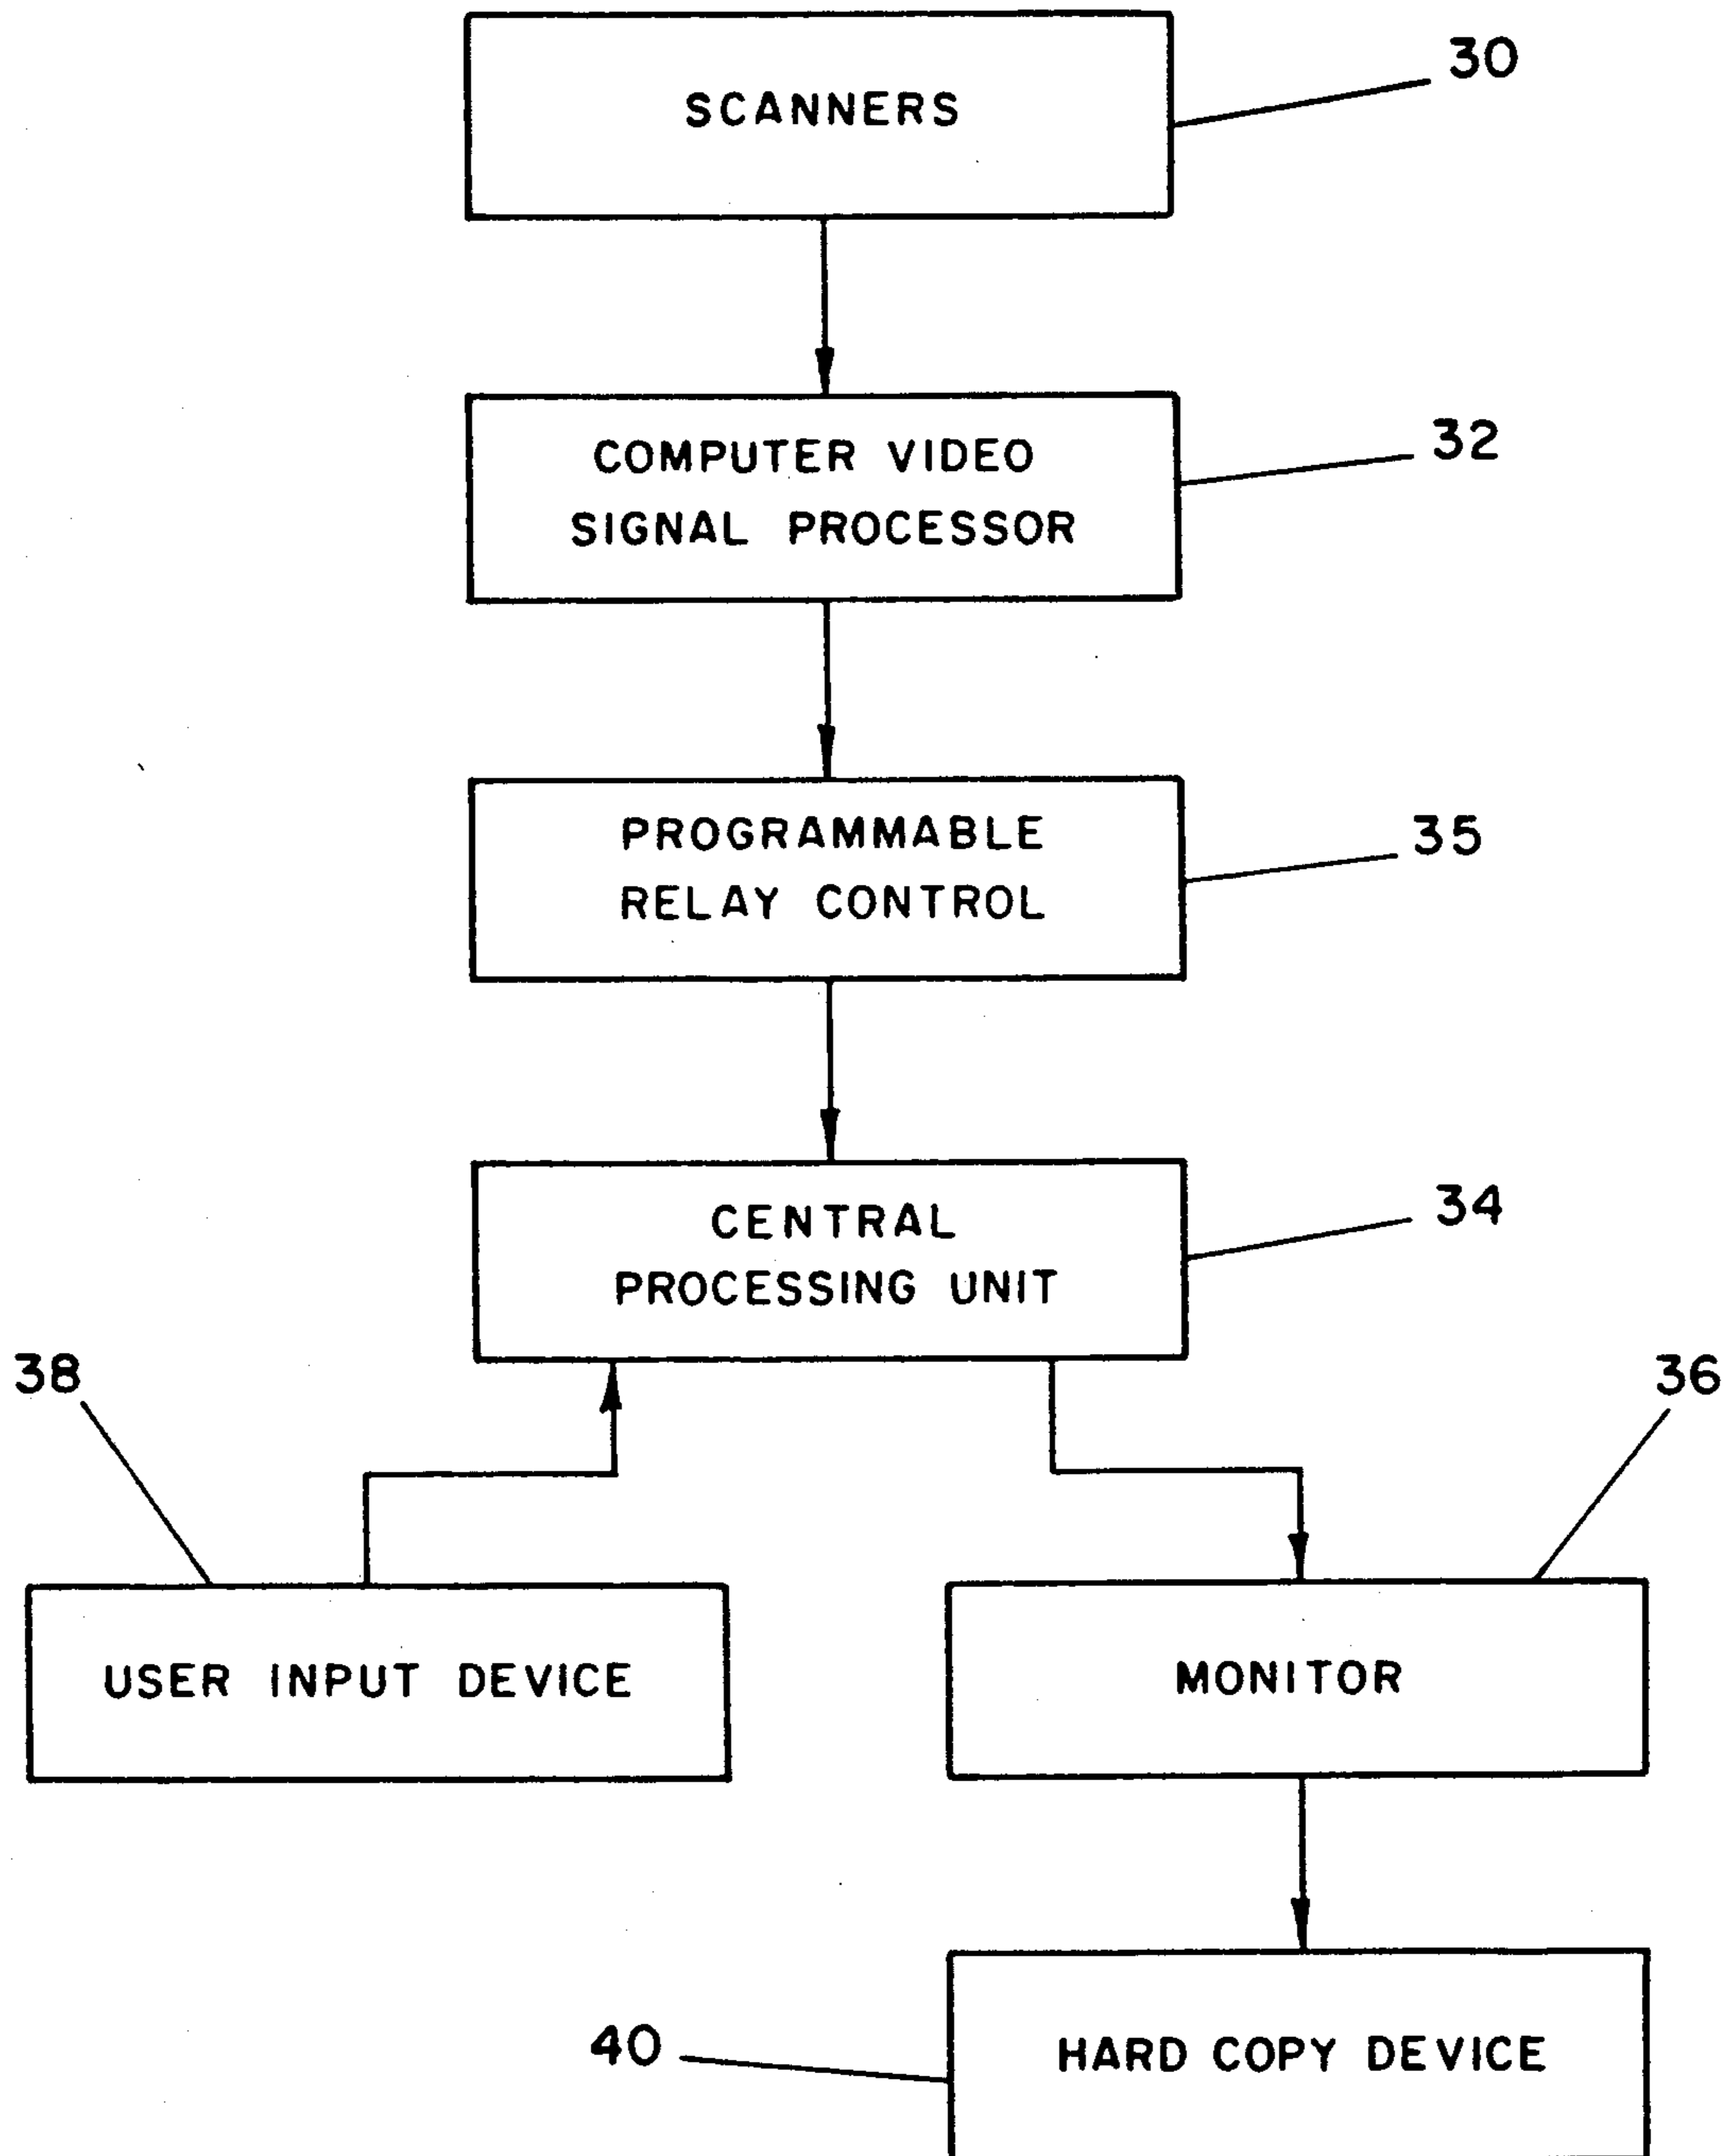 SCANNERS
30
COMPUTER VIDEO
SIGNAL PROCESSOR
32
PROGRAMMABLE
RELAY CONTROL
35
CENTRAL
PROCESSING UNIT
34
38
36
USER INPUT DEVICE
MONITOR
40
HARD COPY DEVICE